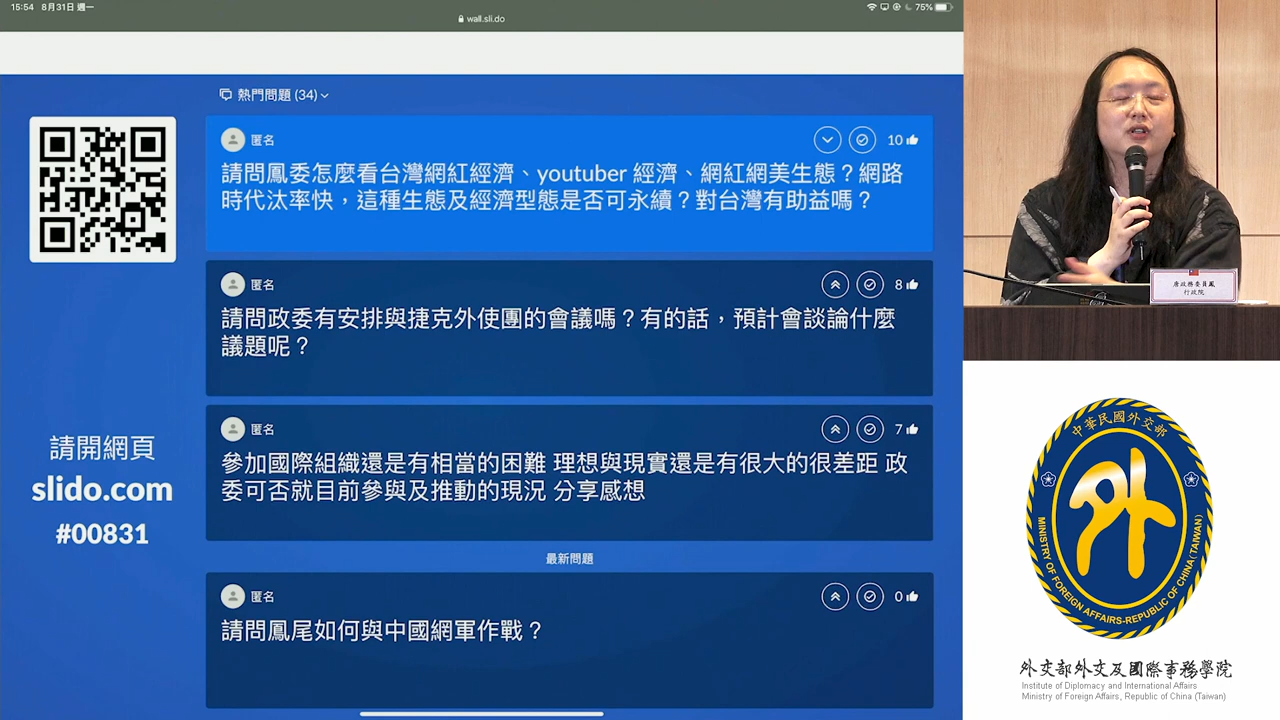 15:54 8月31日 週一
75%
wall.sli.do
熱門問題 (34)
匿名
10
請問鳳委怎麼看台灣網紅經濟、youtuber 經濟、網紅網美生態？網路
時代汰率快，這種生態及經濟型態是否可永續？對台灣有助益嗎？
匿名
8
請問政委有安排與捷克外使團的會議嗎？有的話，預計會談論什麼
議題呢？
請開網頁
slido.com
#00831
匿名
7
參加國際組織還是有相當的困難 理想與現實還是有很大的很差距 政
委可否就目前參與及推動的現況 分享感想
最新問題
匿名
0
請問鳳尾如何與中國網軍作戰？
唐政務委員鳳
行政院
中華民國外交部
外
MINISTRY OF FOREIGN AFFAIRS-REPUBLIC OF CHINA (TAIWAN)
外交部外交及國際事務學院
Institute of Diplomacy and International Affairs
Ministry of Foreign Affairs, Republic of China (Taiwan)